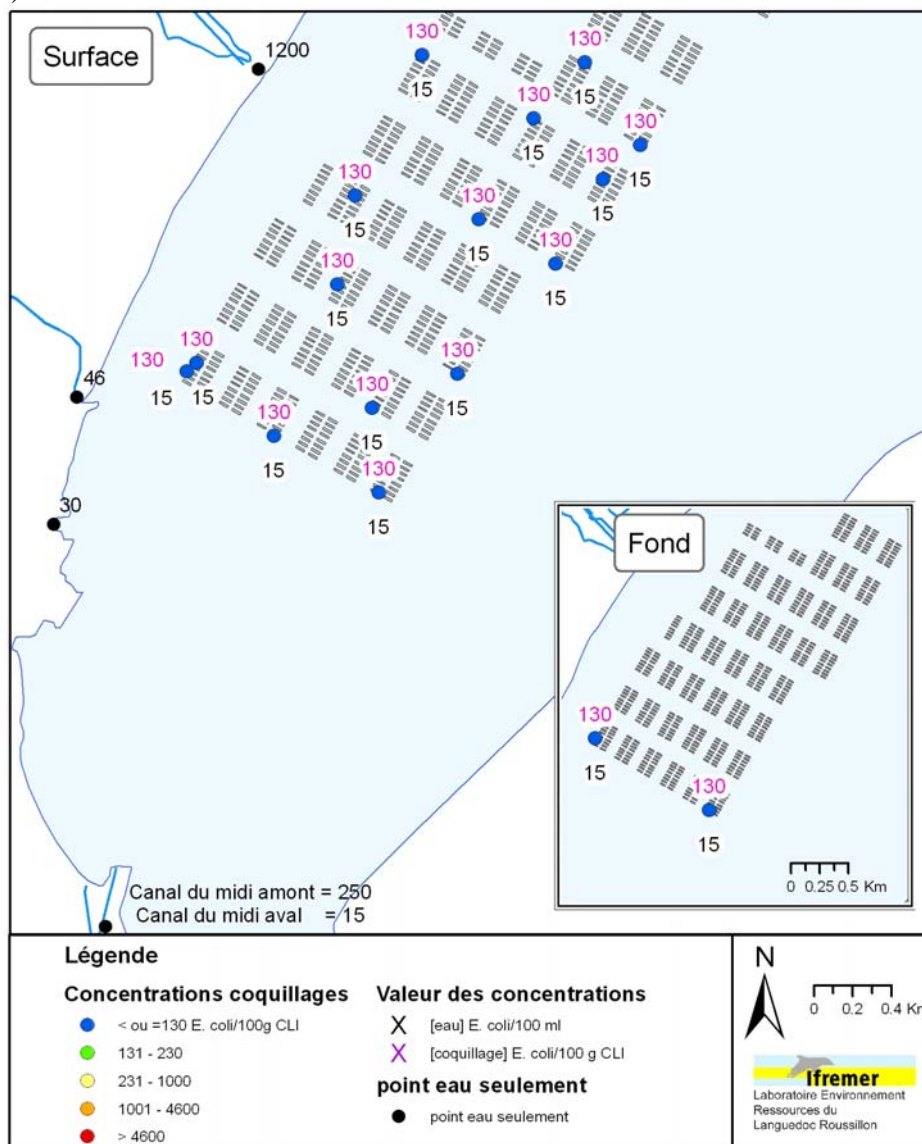 )
Surface
1200
130
15
130
15
130
15
130
15
130
15
130
15
130
15
130
15
130
15
130
130
15
15
130
15
130
15
130
15
130
15
46
30
Fond
130
15
130
15
0 0.25 0.5 Km
Canal du midi amont = 250
Canal du midi aval = 15
Légende
Concentrations coquillages
< ou =130 E. coli/100g CLI
131 - 230
231 - 1000
1001 - 4600
> 4600
Valeur des concentrations
X [eau] E. coli/100 ml
X [coquillage] E. coli/100 g CLI
point eau seulement
point eau seulement
N
0 0.2 0.4 Km
Ifremer
Laboratoire Environnement
Ressources du
Languedoc Roussillon